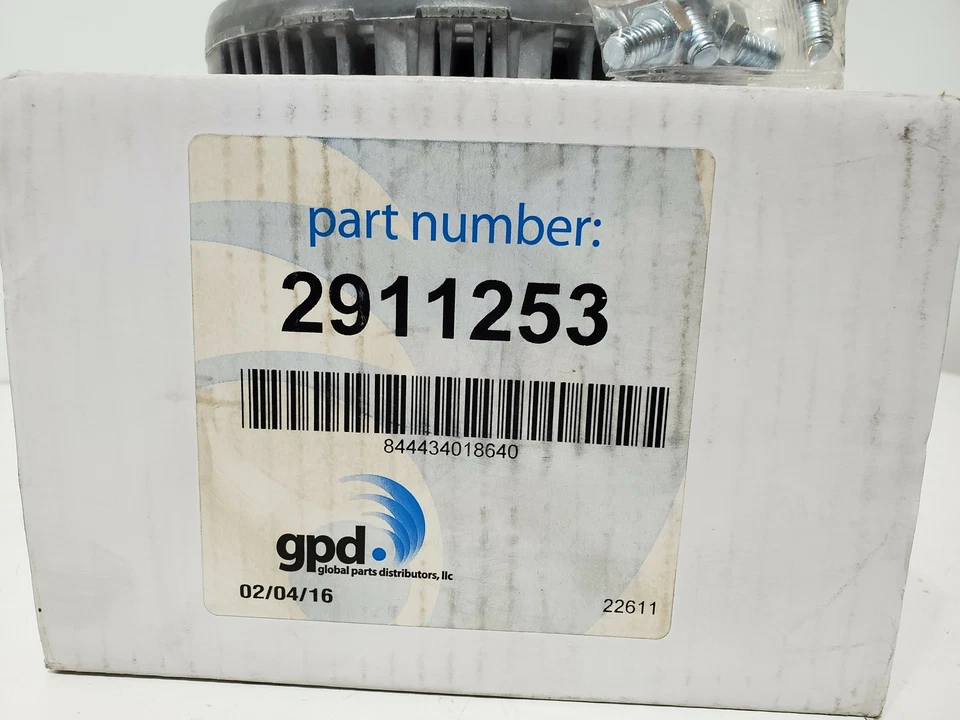 part number:
2911253
844434018640
gpd.
global parts distributors, llc
02/04/16
22611